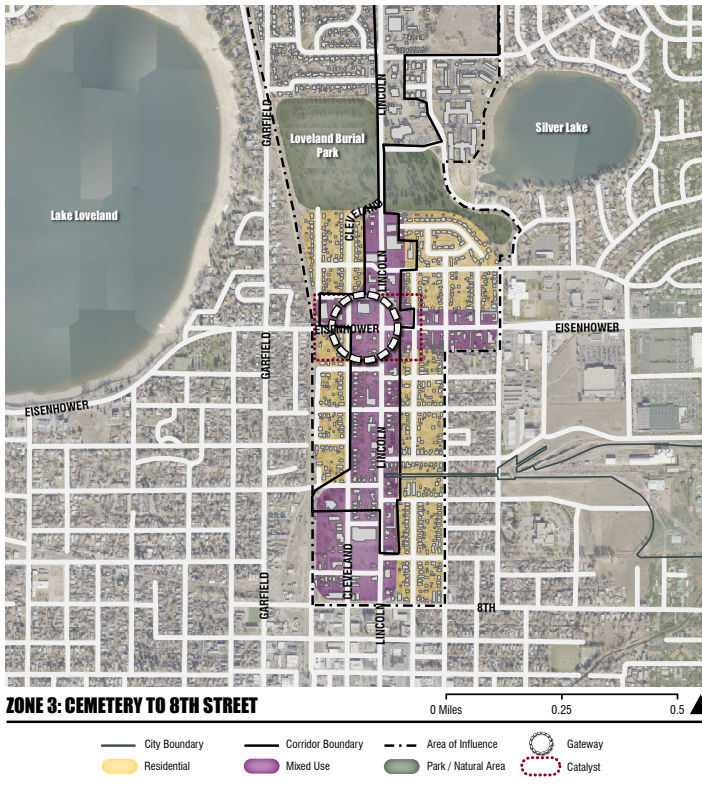 LINCOLN
GARFIELD
Loveland Burial
Park
Silver Lake
Lake Loveland
CLEVELAND
LINCOLN
EISENHOWER
EISENHOWER
GARFIELD
EISENHOWER
LINCOLN
CLEVELAND
GARFIELD
8TH
LINCOLN
ZONE 3: CEMETERY TO 8TH STREET
0 Miles 0.25 0.5
City Boundary Corridor Boundary Area of Influence Gateway
Residential Mixed Use Park / Natural Area Catalyst